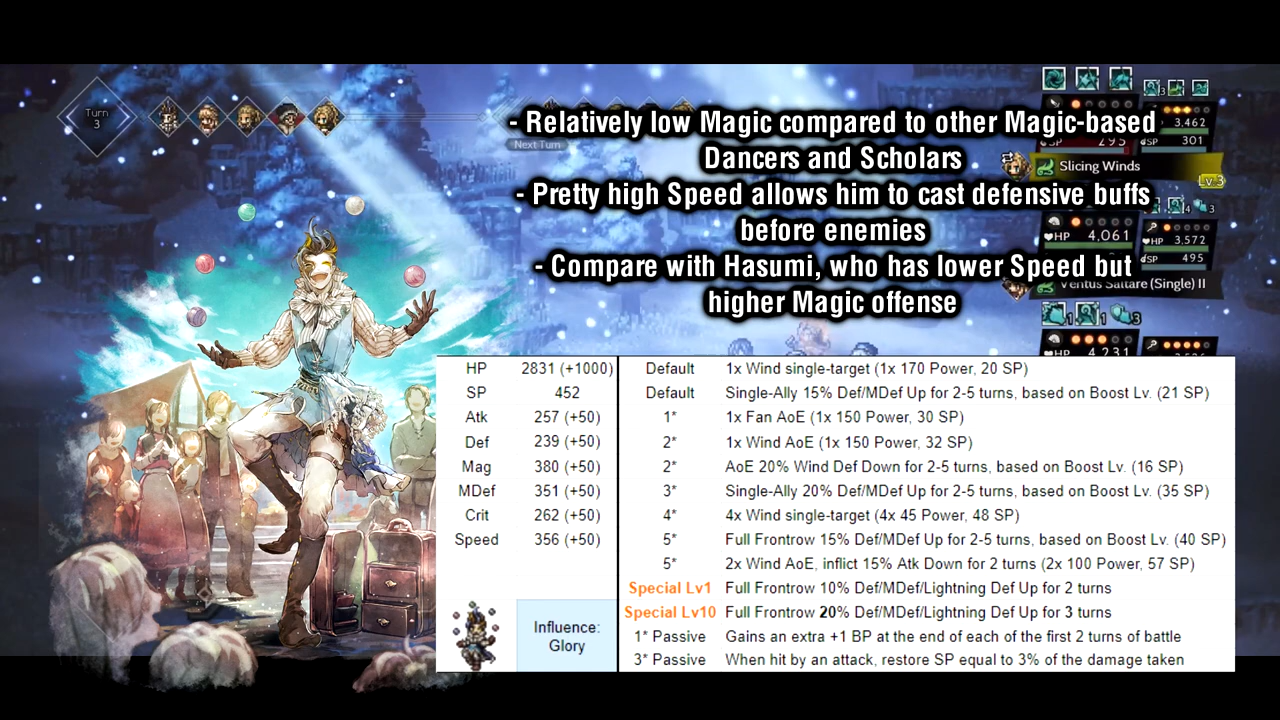 Turn
3
Next Turn
- Relatively low Magic compared to other Magic-based
Dancers and Scholars
- Pretty high Speed allows him to cast defensive buffs
before enemies
- Compare with Hasumi, who has lower Speed but
higher Magic offense
3
3,462
SP 295
SP 301
Slicing Winds
Lv.3
4 3
HP 4,061
HP 3,572
SP 495
Ventus Saltare (Single) II
1 1 3
HP 4,231
HP 2831 (+1000)
SP 452
Atk 257 (+50)
Def 239 (+50)
Mag 380 (+50)
MDef 351 (+50)
Crit 262 (+50)
Speed 356 (+50)
Influence:
Glory
Default 1x Wind single-target (1x 170 Power, 20 SP)
Default Single-Ally 15% Def/MDef Up for 2-5 turns, based on Boost Lv. (21 SP)
1* 1x Fan AoE (1x 150 Power, 30 SP)
2* 1x Wind AoE (1x 150 Power, 32 SP)
2* AoE 20% Wind Def Down for 2-5 turns, based on Boost Lv. (16 SP)
3* Single-Ally 20% Def/MDef Up for 2-5 turns, based on Boost Lv. (35 SP)
4* 4x Wind single-target (4x 45 Power, 48 SP)
5* Full Frontrow 15% Def/MDef Up for 2-5 turns, based on Boost Lv. (40 SP)
5* 2x Wind AoE, inflict 15% Atk Down for 2 turns (2x 100 Power, 57 SP)
Special Lv1 Full Frontrow 10% Def/MDef/Lightning Def Up for 2 turns
Special Lv10 Full Frontrow 20% Def/MDef/Lightning Def Up for 3 turns
1* Passive Gains an extra +1 BP at the end of each of the first 2 turns of battle
3* Passive When hit by an attack, restore SP equal to 3% of the damage taken